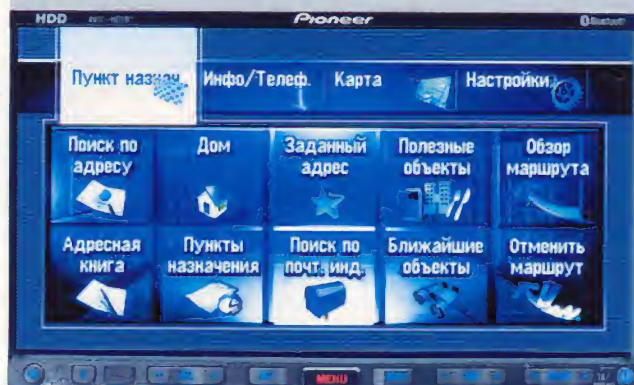 HDD
Pioneer
Bluetooth
Пункт назнач.
Инфо/Телеф.
Карта
Настройки
Поиск по
адресу
Дом
Заданный
адрес
Полезные
объекты
Обзор
маршрута
Адресная
книга
Пункты
назначения
Поиск по
почт. инд.
Ближайшие
объекты
Отменить
маршрут
MENU